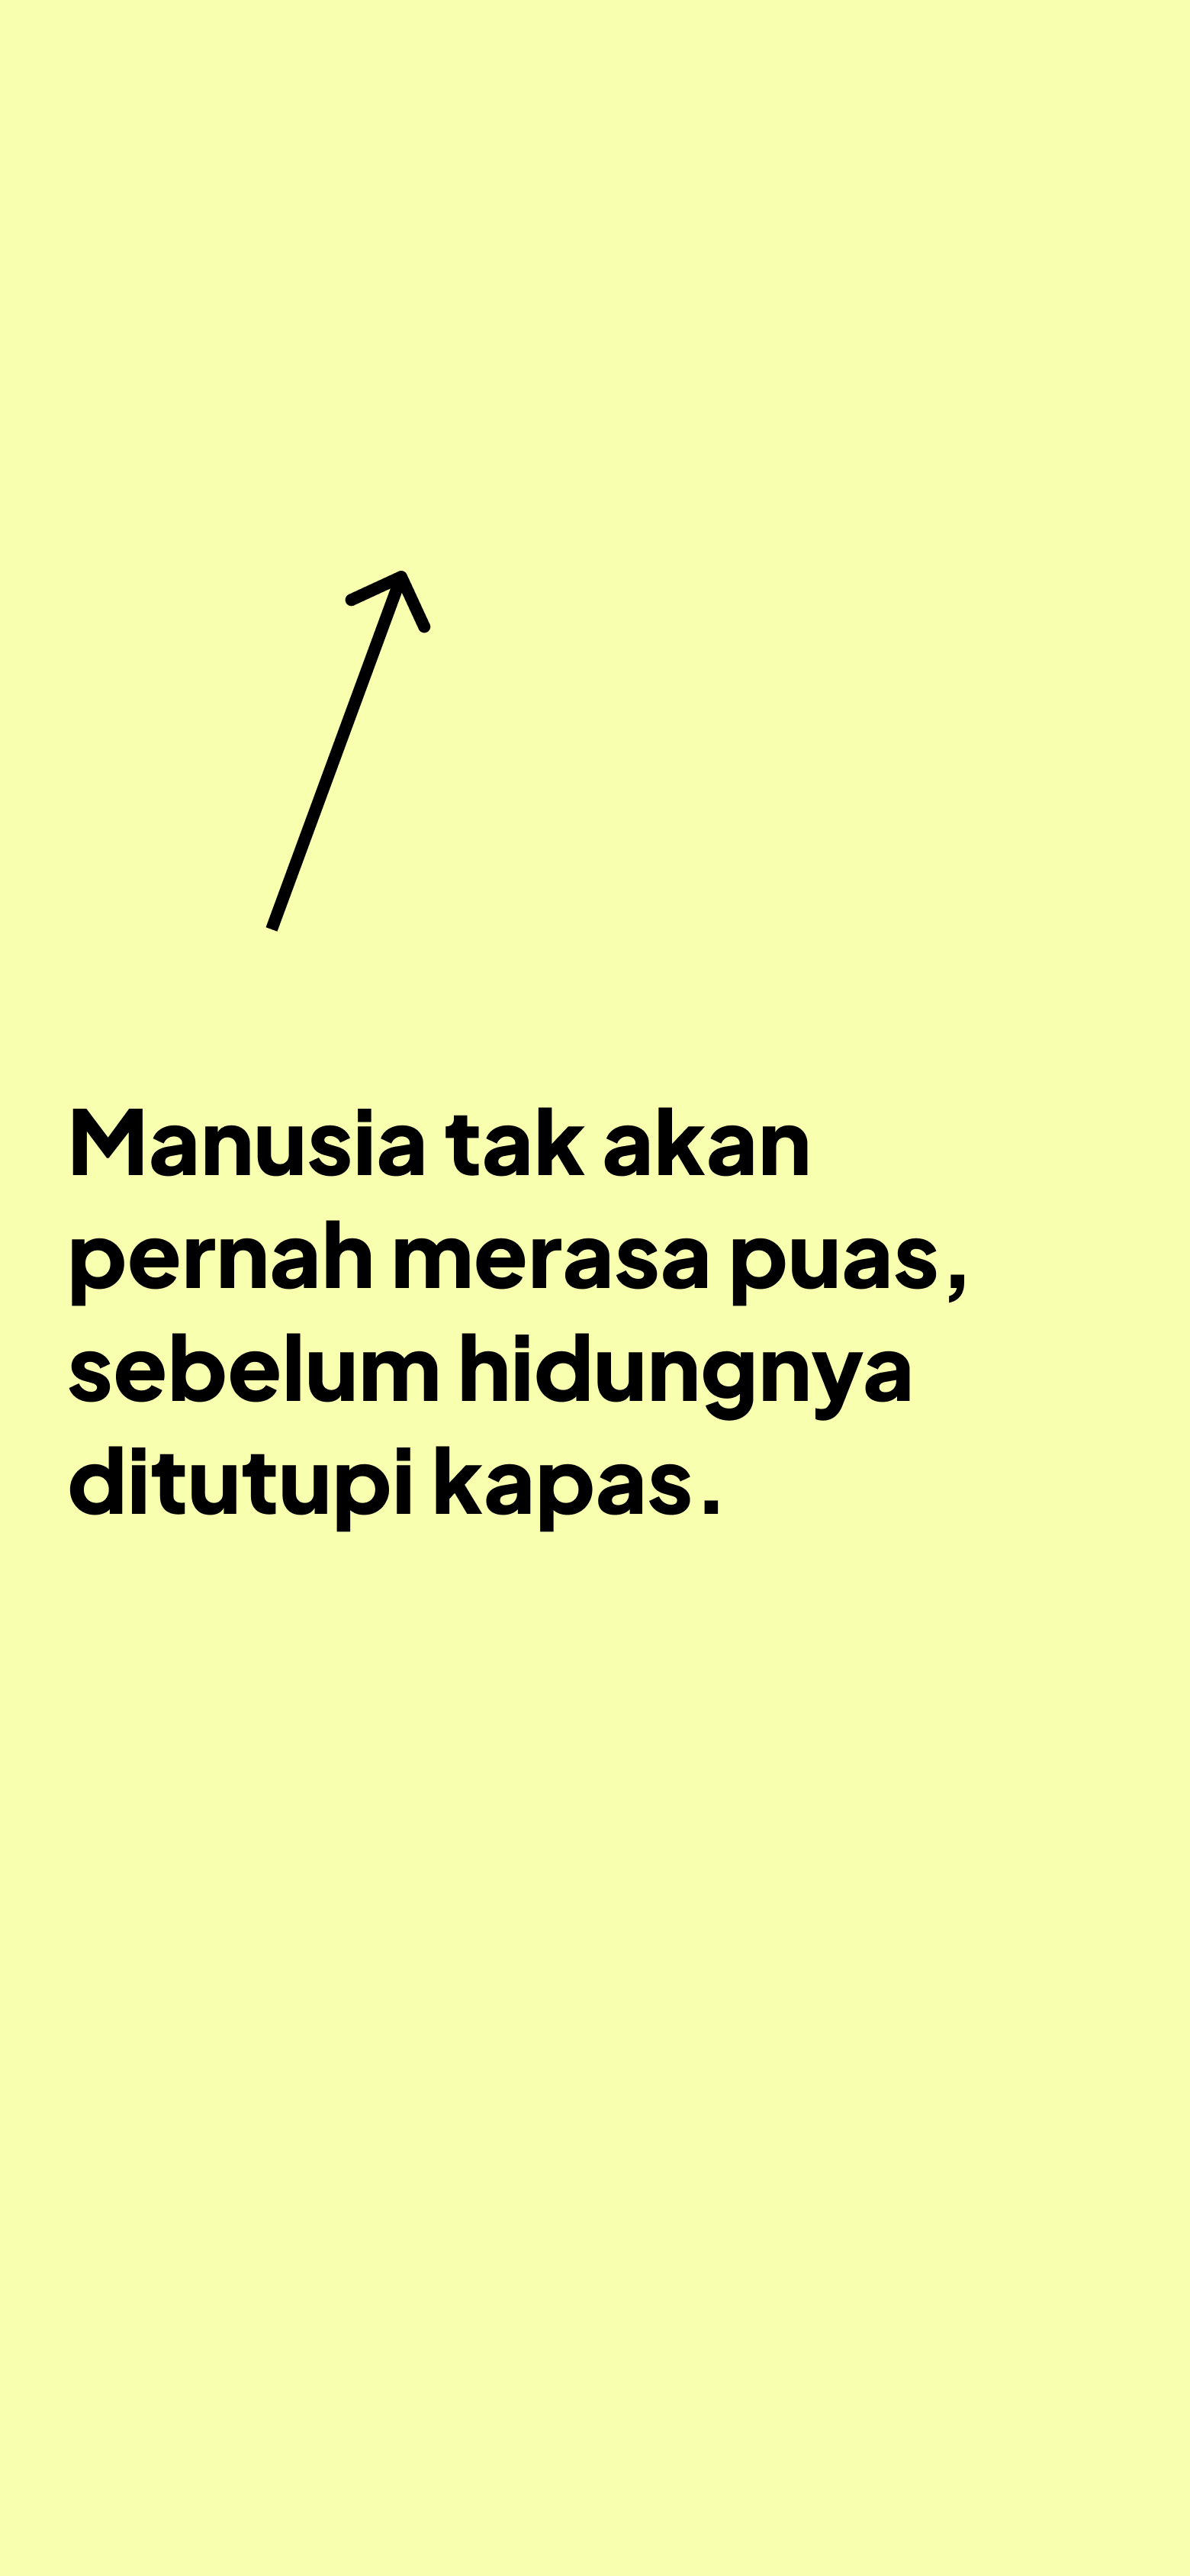 Manusia tak akan
pernah merasa puas,
sebelum hidungnya
ditutupi kapas.